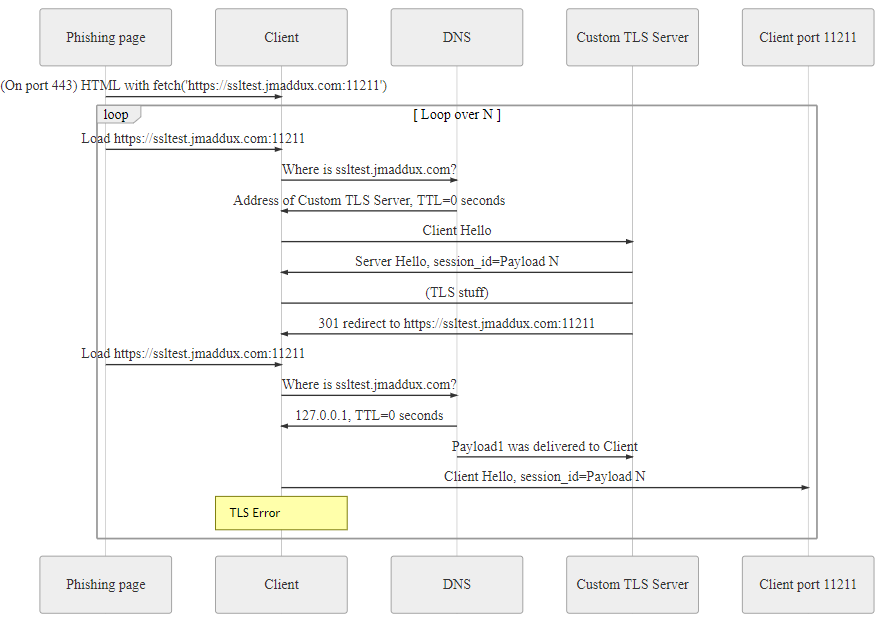 Phishing page
Client
DNS
Custom TLS Server
Client port 11211
(On port 443) HTML with fetch('https://ssltest.jmaddux.com:11211')
loop
[ Loop over N ]
Load https://ssltest.jmaddux.com:11211
Where is ssltest.jmaddux.com?
Address of Custom TLS Server, TTL=0 seconds
Client Hello
Server Hello, session_id=Payload N
(TLS stuff)
301 redirect to https://ssltest.jmaddux.com:11211
Load https://ssltest.jmaddux.com:11211
Where is ssltest.jmaddux.com?
127.0.0.1, TTL=0 seconds
Payload1 was delivered to Client
Client Hello, session_id=Payload N
TLS Error
Phishing page
Client
DNS
Custom TLS Server
Client port 11211